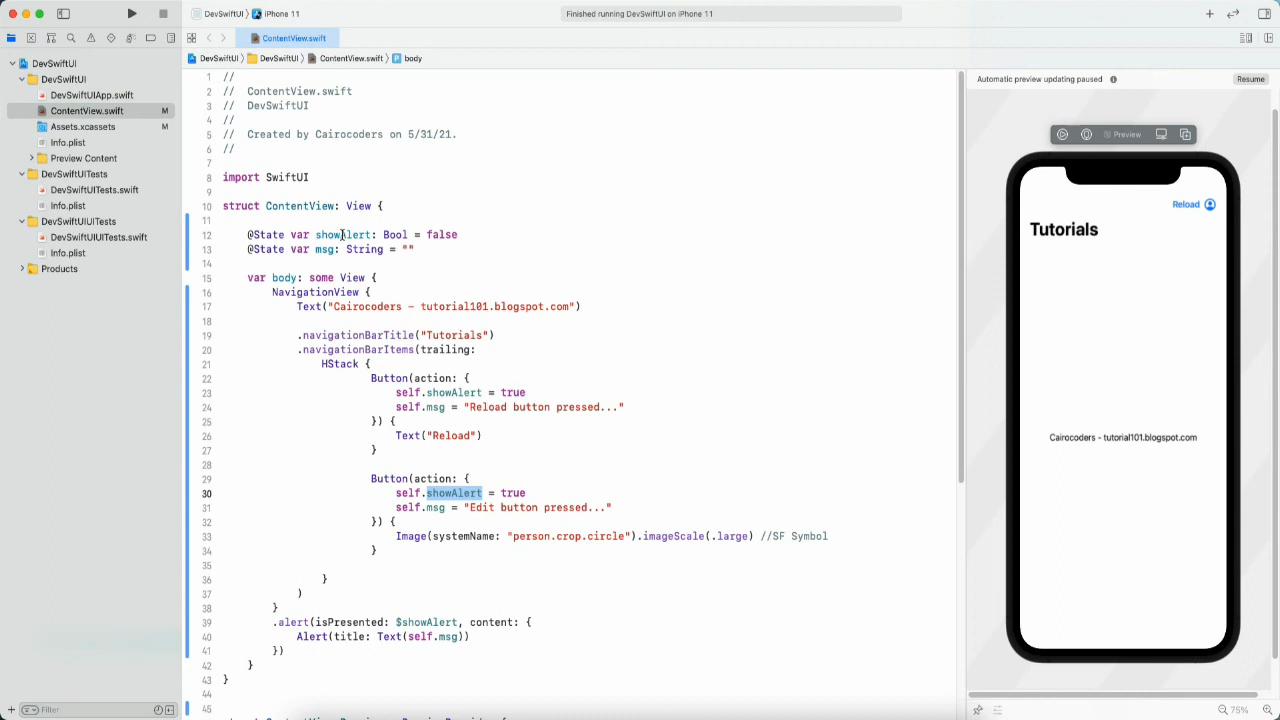 DevSwiftUI 〉 iPhone 11
Finished running DevSwiftUI on iPhone 11
ContentView.swift
DevSwiftUI 〉 DevSwiftUI 〉 ContentView.swift 〉 P body
DevSwiftUI
DevSwiftUI
DevSwiftUIApp.swift
ContentView.swift M
Assets.xcassets M
Info.plist
Preview Content
DevSwiftUITests
DevSwiftUITests.swift
Info.plist
DevSwiftUIUITests
DevSwiftUIUITests.swift
Info.plist
Products
Filter
1 //
2 //  ContentView.swift
3 //  DevSwiftUI
4 //
5 //  Created by Cairocoders on 5/31/21.
6 //
7
8 import SwiftUI
9
10 struct ContentView: View {
11
12 @State var showAlert: Bool = false
13 @State var msg: String = ""
14
15 var body: some View {
16 NavigationView {
17 Text("Cairocoders - tutorial101.blogspot.com")
18
19 .navigationBarTitle("Tutorials")
20 .navigationBarItems(trailing:
21 HStack {
22 Button(action: {
23 self.showAlert = true
24 self.msg = "Reload button pressed..."
25 }) {
26 Text("Reload")
27 }
28
29 Button(action: {
30 self.showAlert = true
31 self.msg = "Edit button pressed..."
32 }) {
33 Image(systemName: "person.crop.circle").imageScale(.large) //SF Symbol
34 }
35
36 }
37 )
38 }
39 .alert(isPresented: $showAlert, content: {
40 Alert(title: Text(self.msg))
41 })
42 }
43 }
44
45
Automatic preview updating paused
Resume
Preview
Reload
Tutorials
Cairocoders - tutorial101.blogspot.com
75%